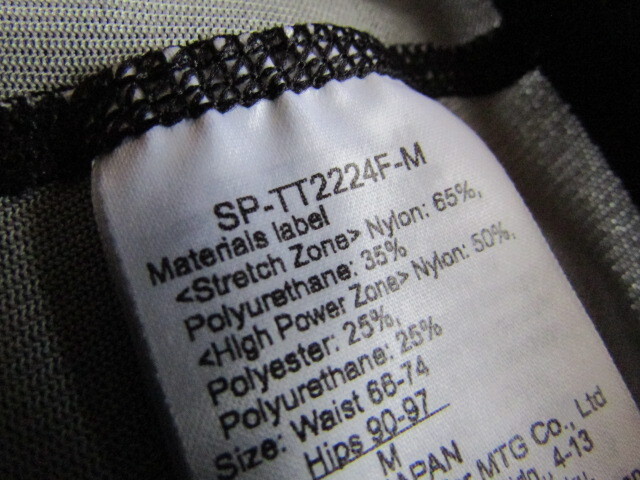 SP-TT2224F-M
Materials label
<Stretch Zone> Nylon: 65%,
Polyurethane: 35%
<High Power Zone> Nylon: 50%,
Polyester: 25%,
Polyurethane: 25%
Size: Waist 66-74
Hips 90-97
M
MTG Co., Ltd
4-13